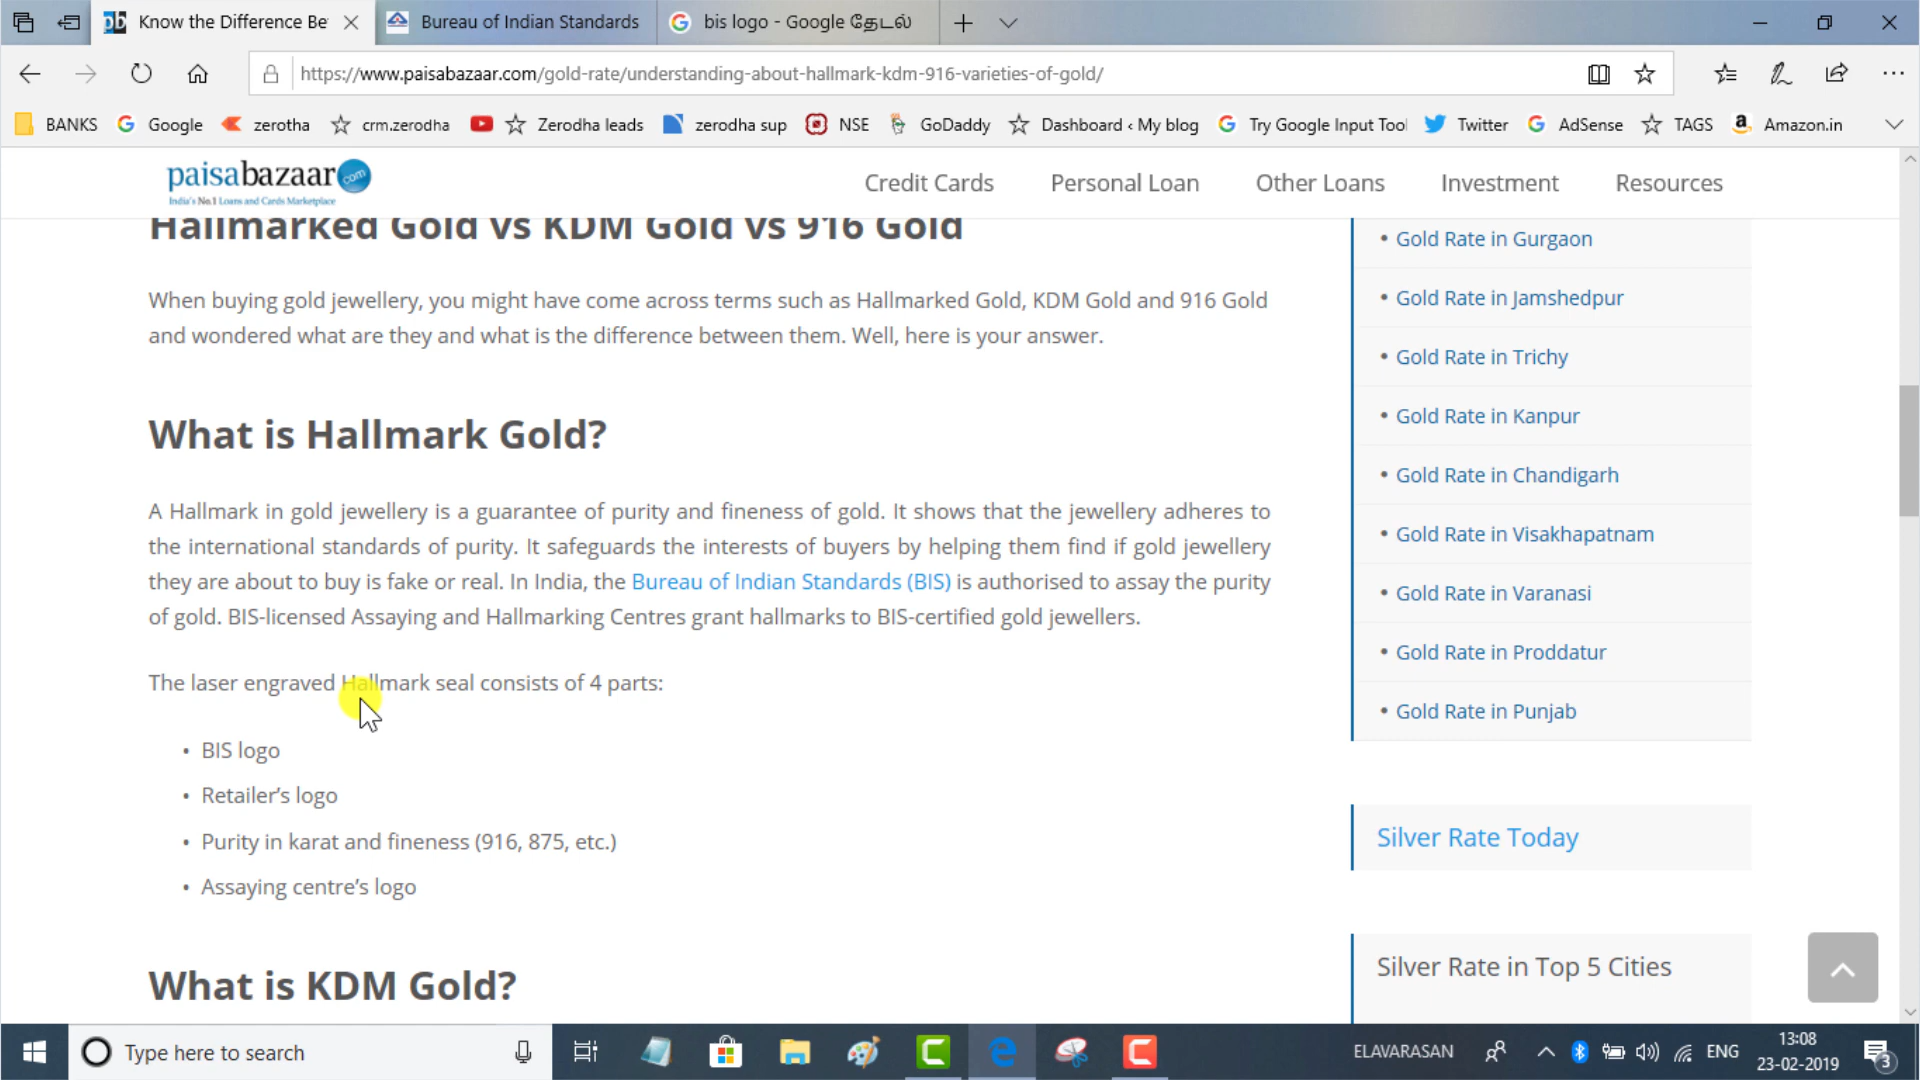 Know the Difference Be
Bureau of Indian Standards
bis logo - Google தேடல்
https://www.paisabazaar.com/gold-rate/understanding-about-hallmark-kdm-916-varieties-of-gold/
BANKS
Google
zerotha
crm.zerodha
Zerodha leads
zerodha sup
NSE
GoDaddy
Dashboard ‹ My blog
Try Google Input Tool
Twitter
AdSense
TAGS
Amazon.in
paisabazaar.com
India's No.1 Loans and Cards Marketplace
Credit Cards
Personal Loan
Other Loans
Investment
Resources
Hallmarked Gold vs KDM Gold vs 916 Gold
When buying gold jewellery, you might have come across terms such as Hallmarked Gold, KDM Gold and 916 Gold
and wondered what are they and what is the difference between them. Well, here is your answer.
What is Hallmark Gold?
A Hallmark in gold jewellery is a guarantee of purity and fineness of gold. It shows that the jewellery adheres to
the international standards of purity. It safeguards the interests of buyers by helping them find if gold jewellery
they are about to buy is fake or real. In India, the Bureau of Indian Standards (BIS) is authorised to assay the purity
of gold. BIS-licensed Assaying and Hallmarking Centres grant hallmarks to BIS-certified gold jewellers.
The laser engraved Hallmark seal consists of 4 parts:
• BIS logo
• Retailer’s logo
• Purity in karat and fineness (916, 875, etc.)
• Assaying centre’s logo
What is KDM Gold?
• Gold Rate in Gurgaon
• Gold Rate in Jamshedpur
• Gold Rate in Trichy
• Gold Rate in Kanpur
• Gold Rate in Chandigarh
• Gold Rate in Visakhapatnam
• Gold Rate in Varanasi
• Gold Rate in Proddatur
• Gold Rate in Punjab
Silver Rate Today
Silver Rate in Top 5 Cities
Type here to search
ELAVARASAN
ENG
13:08
23-02-2019
3